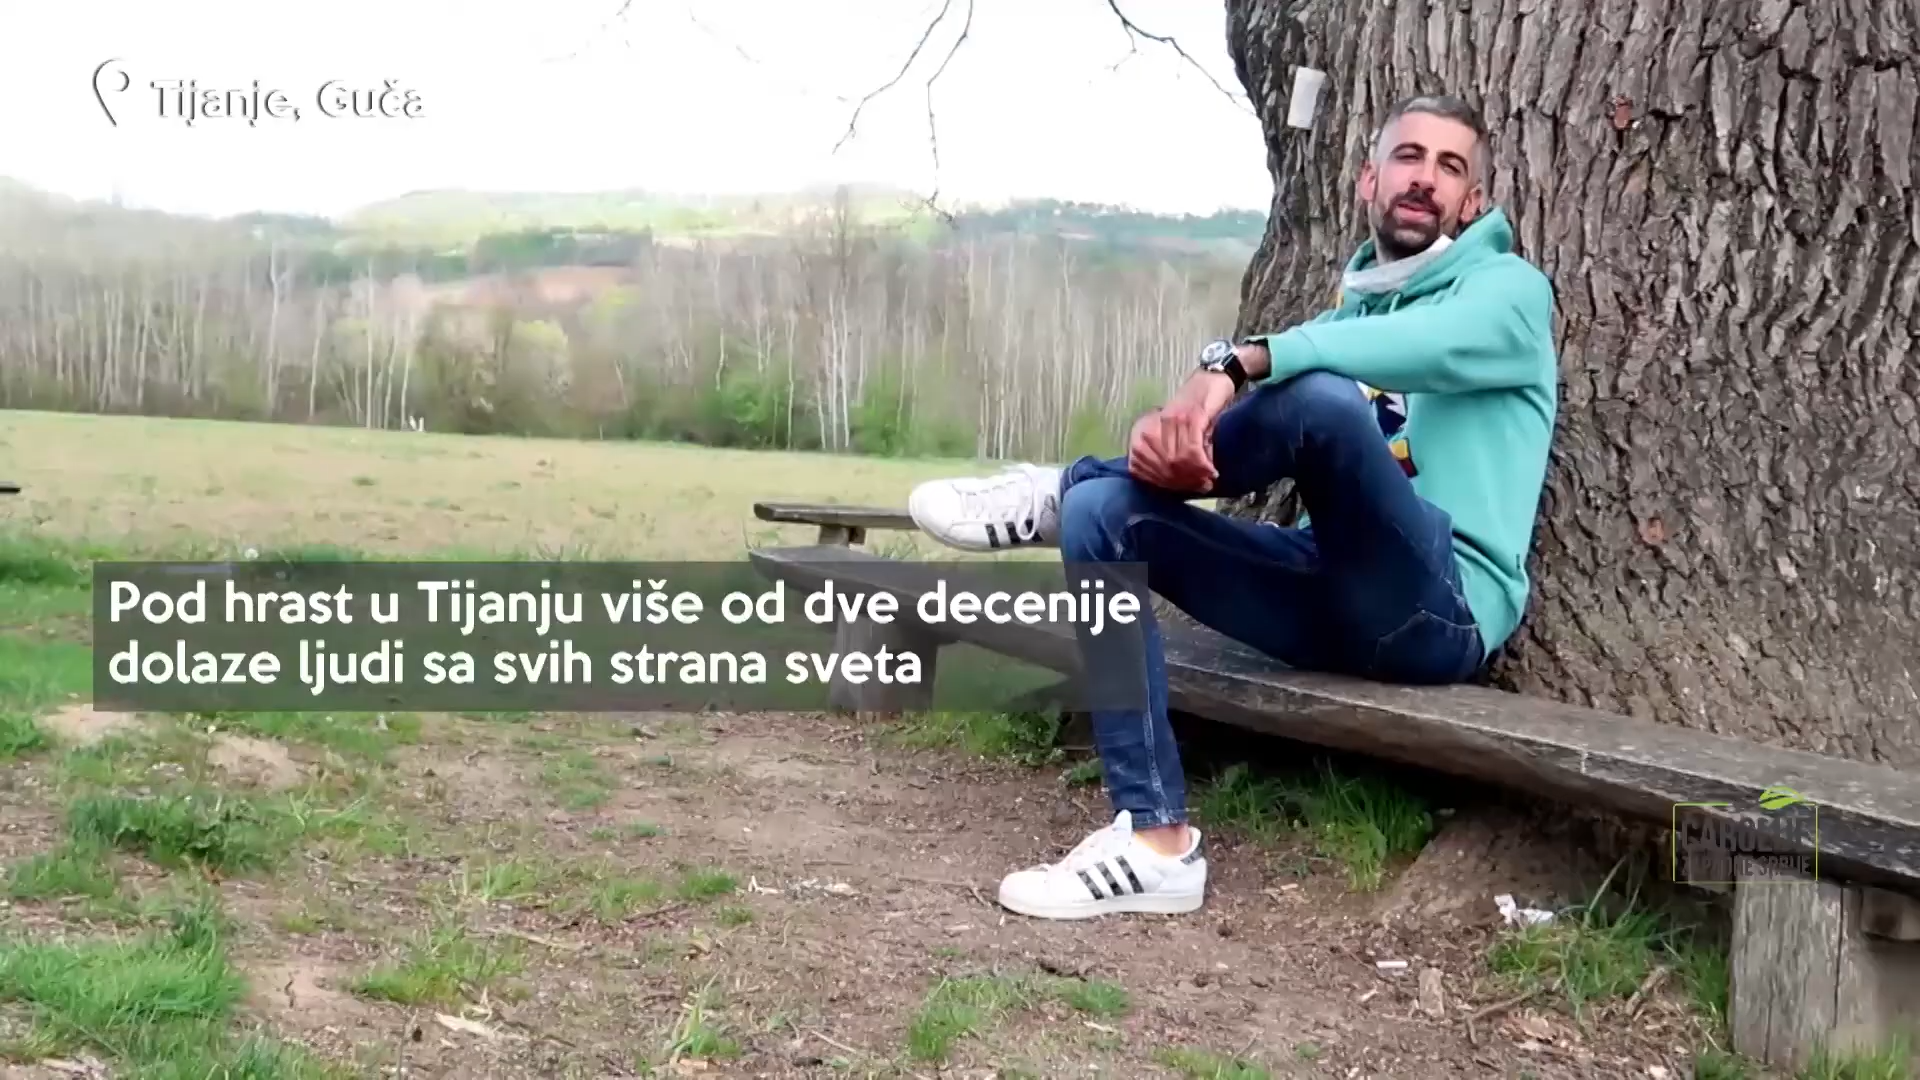 Tijanje, Guča
Pod hrast u Tijanju više od dve decenije
dolaze ljudi sa svih strana sveta